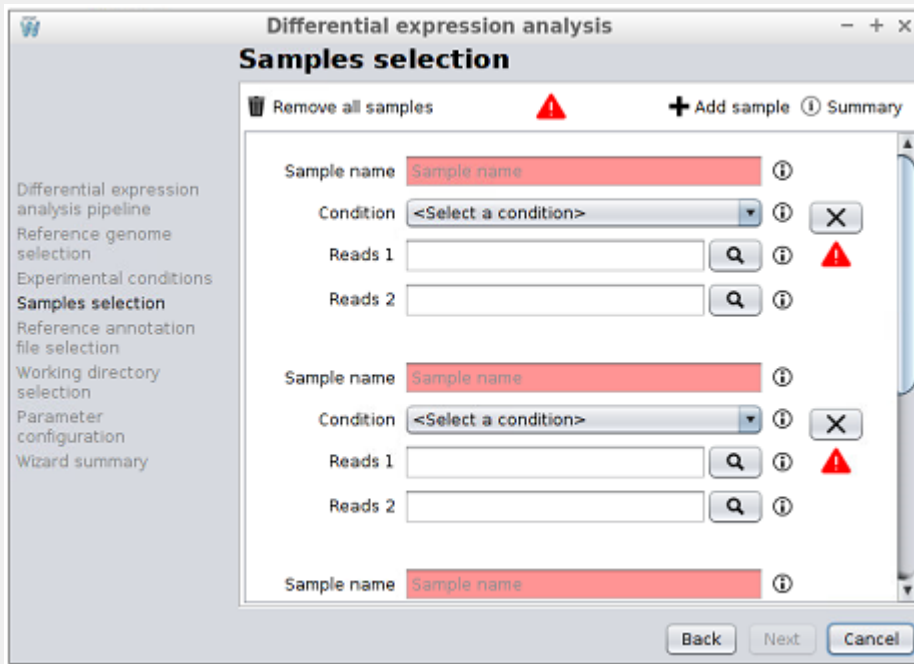 Differential expression analysis
Samples selection
Remove all samples
Add sample
Summary
Differential expression
analysis pipeline
Reference genome
selection
Experimental conditions
Samples selection
Reference annotation
file selection
Working directory
selection
Parameter
configuration
Wizard summary
Sample name Sample name
Condition <Select a condition>
Reads 1
Reads 2
Sample name Sample name
Condition <Select a condition>
Reads 1
Reads 2
Sample name Sample name
Back Next Cancel